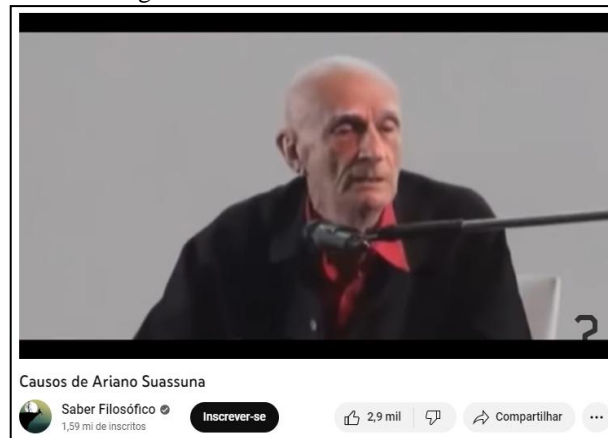 Causos de Ariano Suassuna
Saber Filosófico
1,59 mi de inscritos
Inscrever-se
2,9 mil
Compartilhar